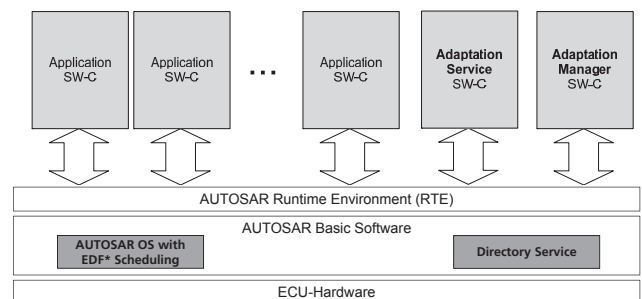 Application
SW-C
Application
SW-C
...
Application
SW-C
Adaptation
Service
SW-C
Adaptation
Manager
SW-C
AUTOSAR Runtime Environment (RTE)
AUTOSAR Basic Software
AUTOSAR OS with
EDF* Scheduling
Directory Service
ECU-Hardware